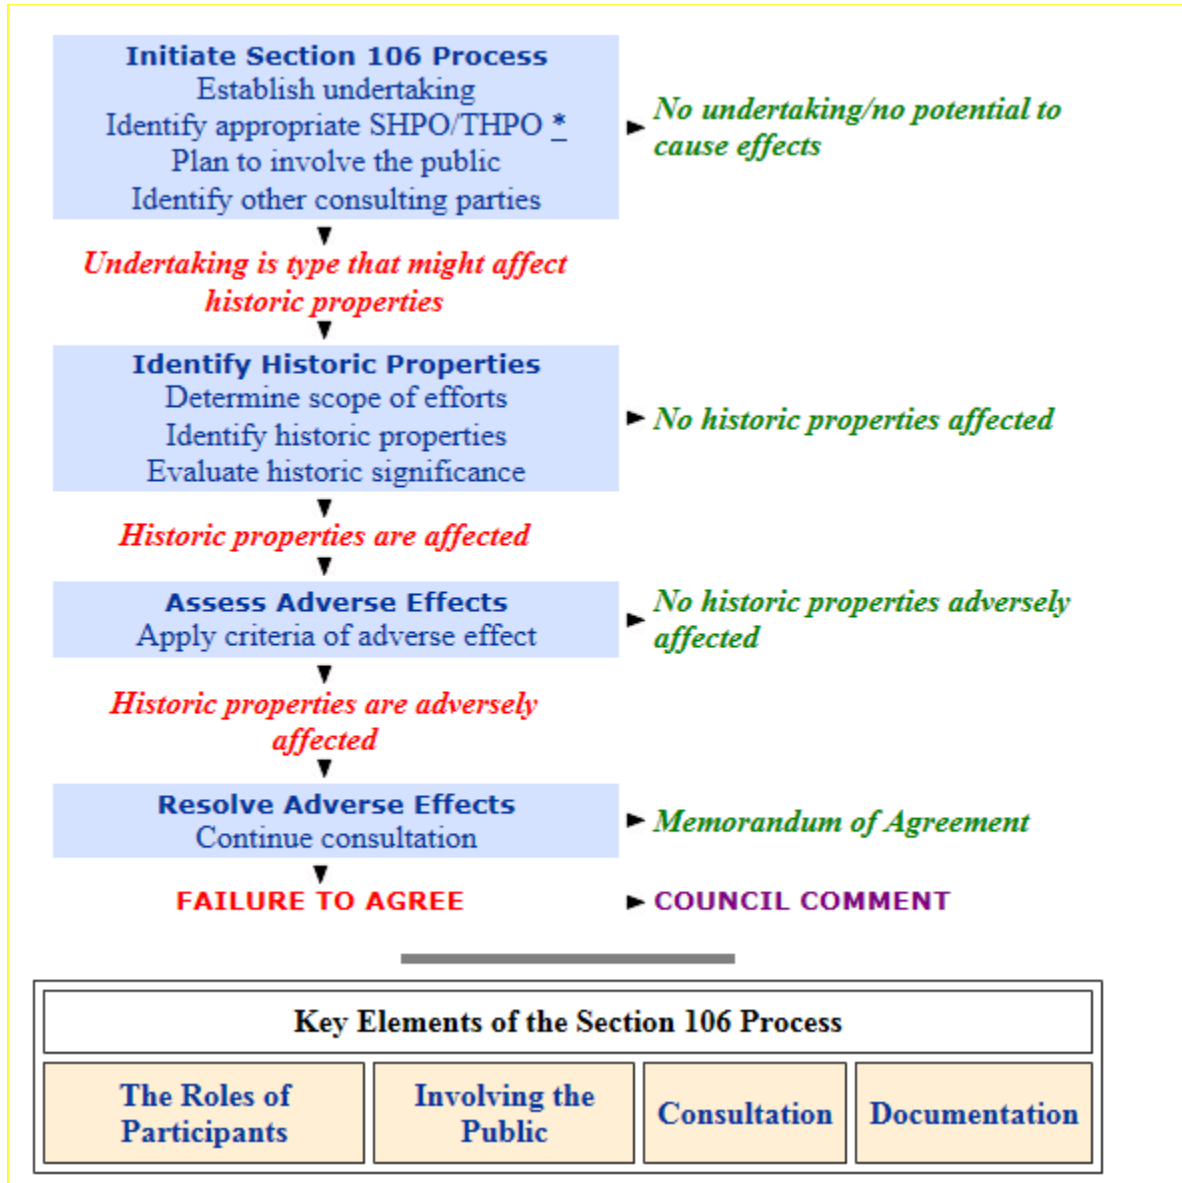 Initiate Section 106 Process
Establish undertaking
Identify appropriate SHPO/THPO *
Plan to involve the public
Identify other consulting parties
No undertaking/no potential to
cause effects
Undertaking is type that might affect
historic properties
Identify Historic Properties
Determine scope of efforts
Identify historic properties
Evaluate historic significance
No historic properties affected
Historic properties are affected
Assess Adverse Effects
Apply criteria of adverse effect
No historic properties adversely
affected
Historic properties are adversely
affected
Resolve Adverse Effects
Continue consultation
Memorandum of Agreement
FAILURE TO AGREE
COUNCIL COMMENT
Key Elements of the Section 106 Process
The Roles of
Participants
Involving the
Public
Consultation
Documentation